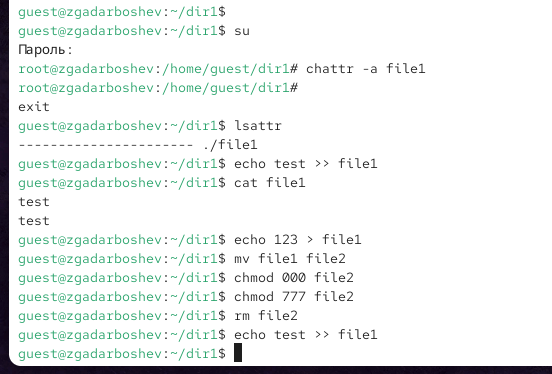 guest@zgadarboshev:~/dir1$
guest@zgadarboshev:~/dir1$ su
Пароль:
root@zgadarboshev:/home/guest/dir1# chattr -a file1
root@zgadarboshev:/home/guest/dir1#
exit
guest@zgadarboshev:~/dir1$ lsattr
---------------------- ./file1
guest@zgadarboshev:~/dir1$ echo test >> file1
guest@zgadarboshev:~/dir1$ cat file1
test
test
guest@zgadarboshev:~/dir1$ echo 123 > file1
guest@zgadarboshev:~/dir1$ mv file1 file2
guest@zgadarboshev:~/dir1$ chmod 000 file2
guest@zgadarboshev:~/dir1$ chmod 777 file2
guest@zgadarboshev:~/dir1$ rm file2
guest@zgadarboshev:~/dir1$ echo test >> file1
guest@zgadarboshev:~/dir1$